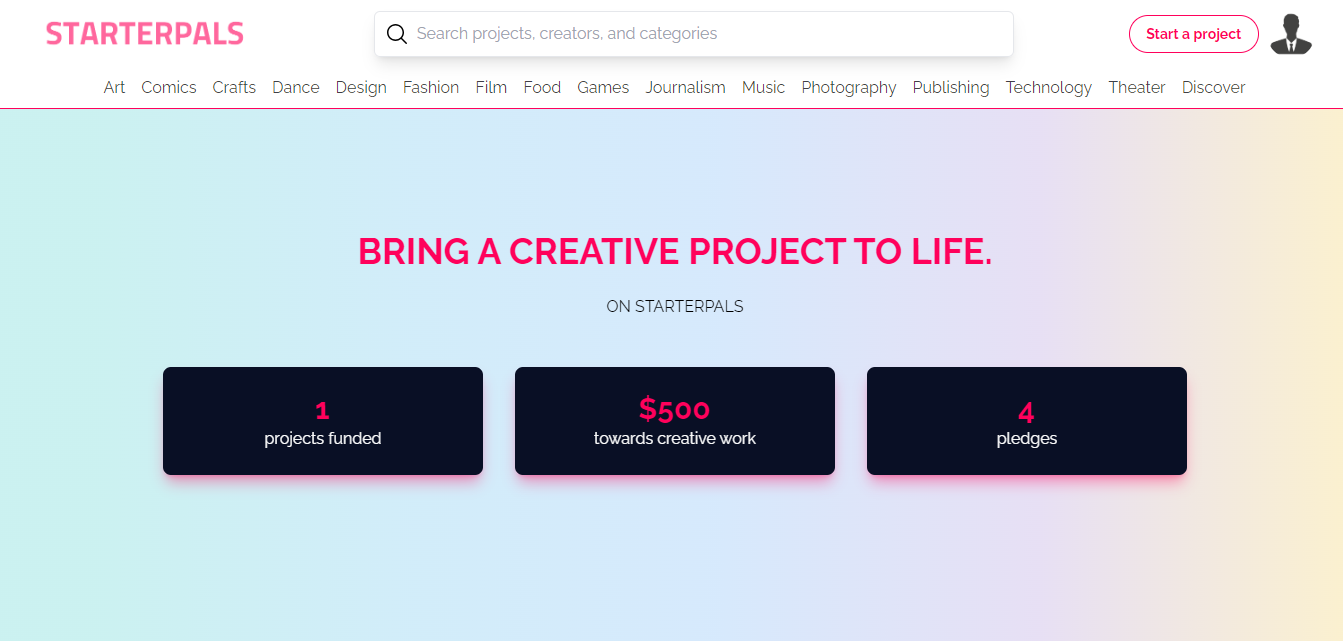 STARTERPALS
Search projects, creators, and categories
Start a project
Art Comics Crafts Dance Design Fashion Film Food Games Journalism Music Photography Publishing Technology Theater Discover
BRING A CREATIVE PROJECT TO LIFE.
ON STARTERPALS
1
projects funded
$500
towards creative work
4
pledges